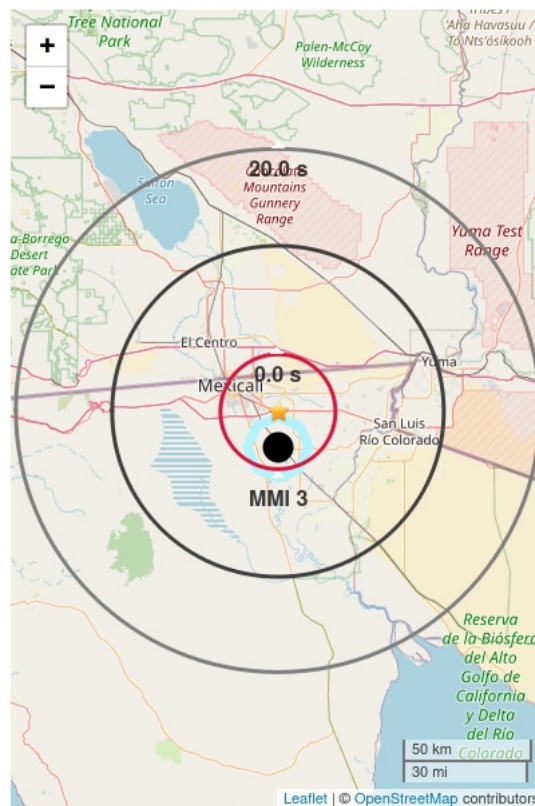 +
−
Tree National
Park
Palen-McCoy
Wilderness
Tribes /
'Aha Havasuu /
To Nts'ósikooh
20.0 s
Mountains
Gunnery
Range
Salton
Sea
Yuma Test
Range
a-Borrego
Desert
ate Park
El Centro
0.0 s
Mexicali
Yuma
San Luis
Río Colorado
MMI 3
Reserva
de la Biósfera
del Alto
Golfo de
California
y Delta
del Río
Colorado
50 km
30 mi
Leaflet | © OpenStreetMap contributors